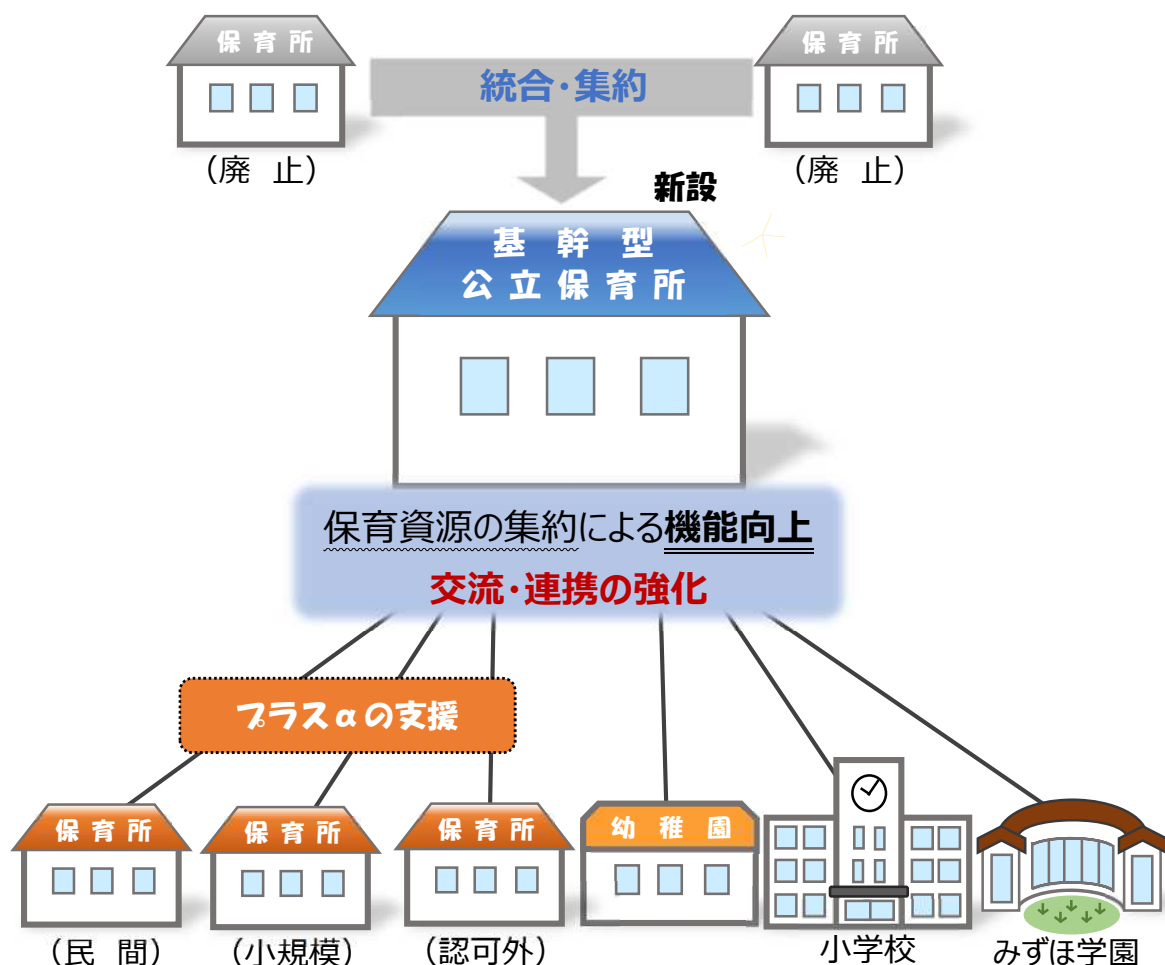 保育所
保育所
統合・集約
(廃 止)
(廃 止)
新設
基幹型
公立保育所
保育資源の集約による機能向上
交流・連携の強化
プラスαの支援
保育所
保育所
保育所
幼稚園
(民 間)
(小規模)
(認可外)
小学校
みずほ学園